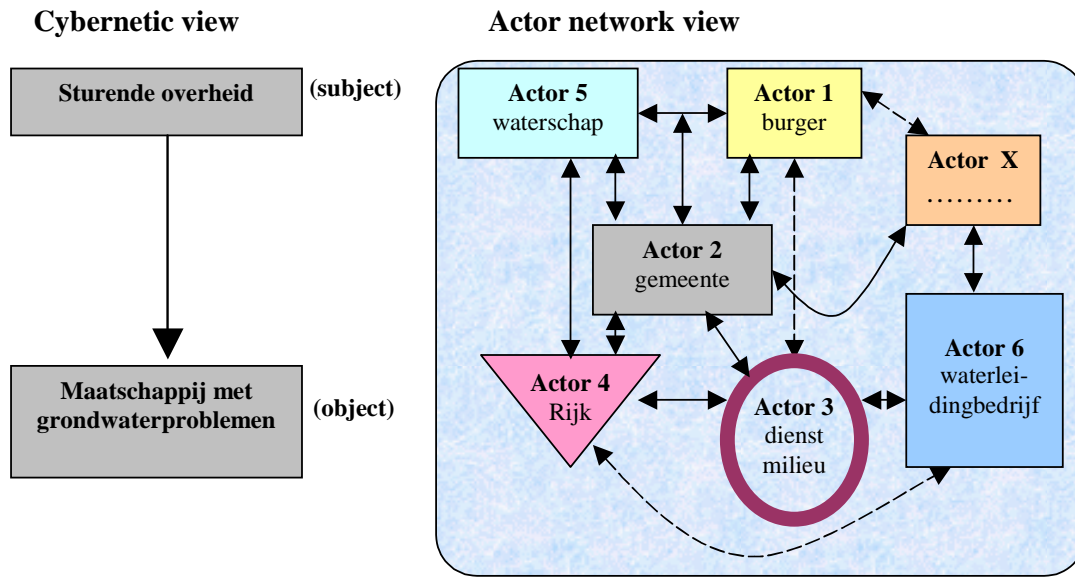 Cybernetic view
Sturende overheid
(subject)
Maatschappij met
grondwaterproblemen
(object)
Actor network view
Actor 5
waterschap
Actor 1
burger
Actor X
.........
Actor 2
gemeente
Actor 4
Rijk
Actor 3
dienst
milieu
Actor 6
waterlei-
dingbedrijf